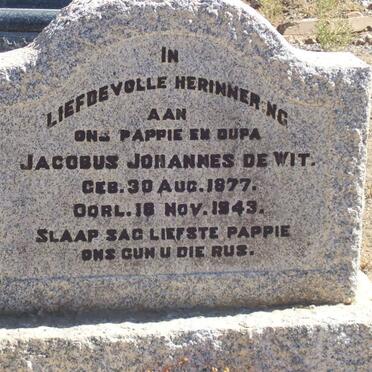 IN
LIEFDEVOLLE HERINNERING
AAN
ONS PAPPIE EN OUPA
JACOBUS JOHANNES DE WIT.
GEB. 30 AUG. 1877.
OORL. 18 NOV. 1943.
SLAAP SAG LIEFSTE PAPPIE
ONS GUN U DIE RUS.